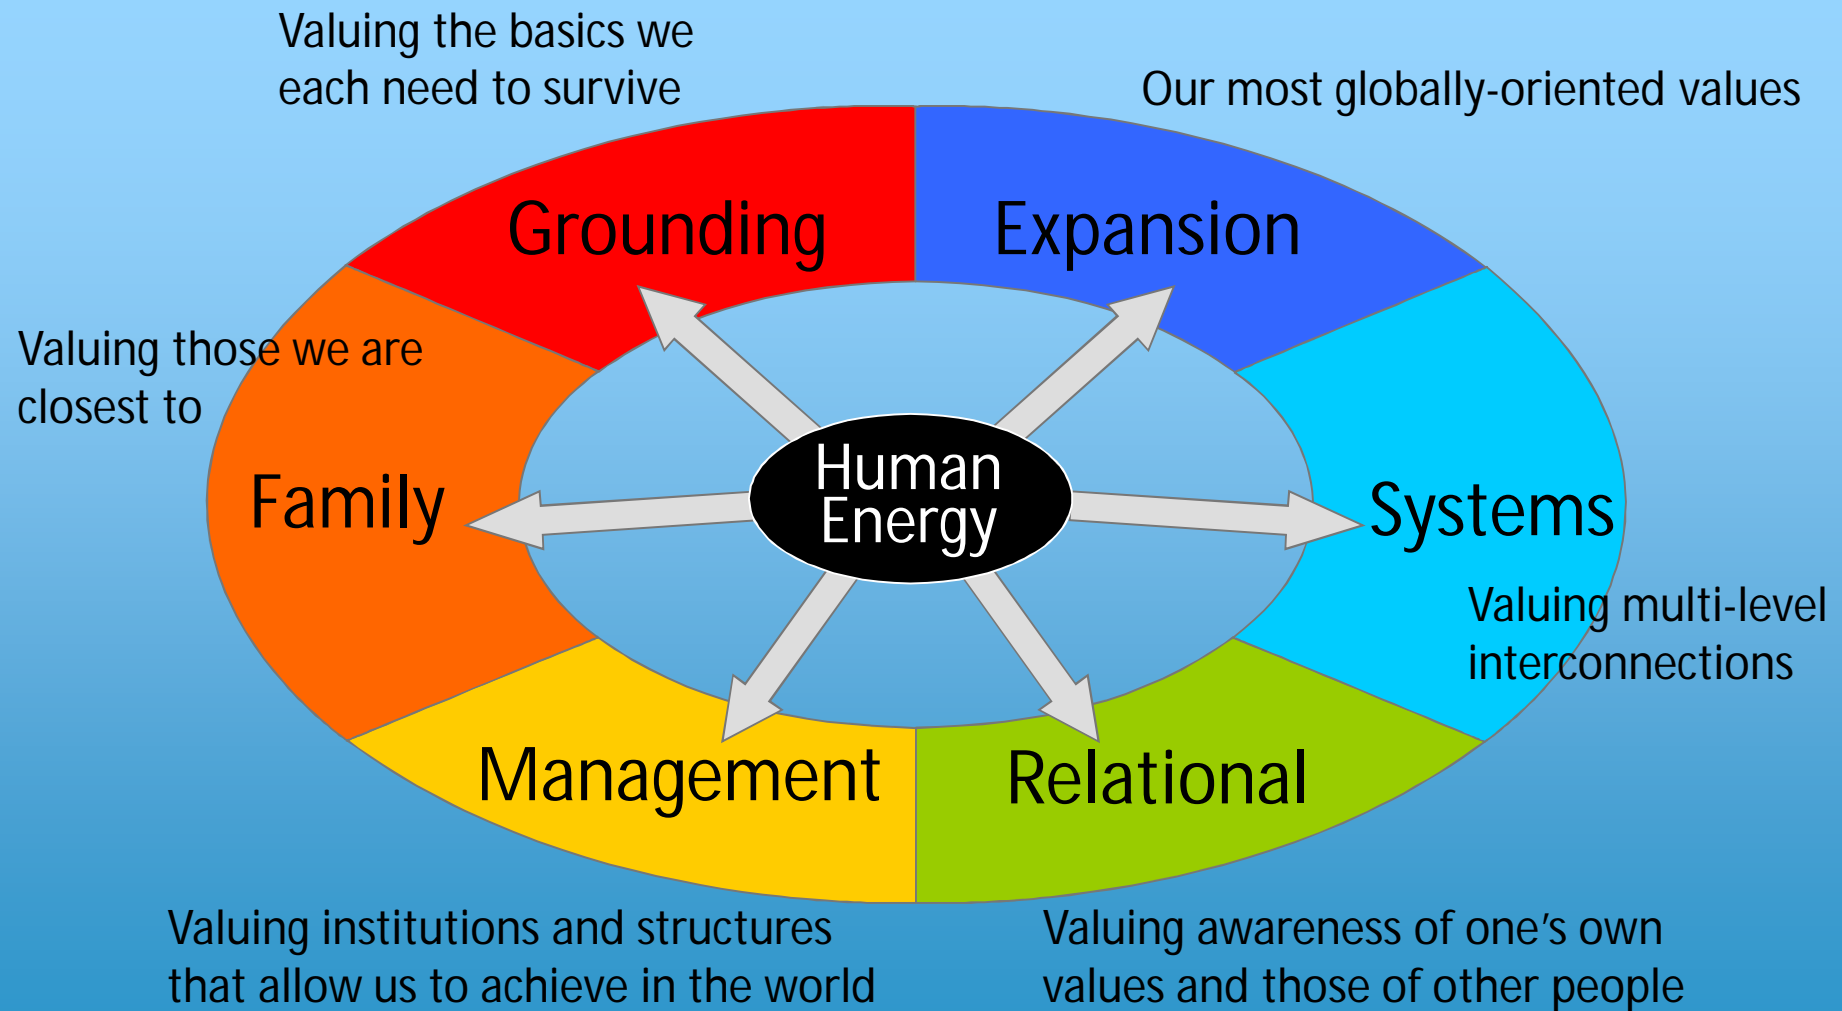 Valuing the basics we
each need to survive
Our most globally-oriented values
Grounding
Expansion
Valuing those we are
closest to
Family
Human
Energy
Systems
Valuing multi-level
interconnections
Management
Relational
Valuing institutions and structures
that allow us to achieve in the world
Valuing awareness of one’s own
values and those of other people